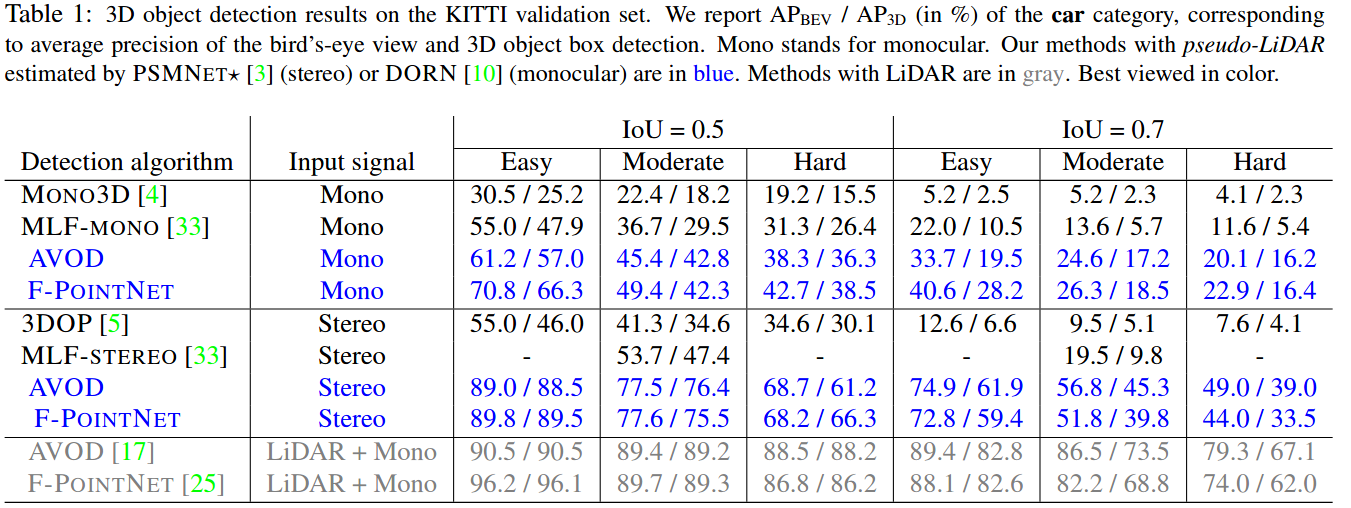 Table 1: 3D object detection results on the KITTI validation set. We report AP_BEV / AP_3D (in %) of the car category, corresponding
to average precision of the bird's-eye view and 3D object box detection. Mono stands for monocular. Our methods with pseudo-LiDAR
estimated by PSMNET⋆ [3] (stereo) or DORN [10] (monocular) are in blue. Methods with LiDAR are in gray. Best viewed in color.
IoU = 0.5 IoU = 0.7
Detection algorithm Input signal Easy Moderate Hard Easy Moderate Hard
MONO3D [4] Mono 30.5 / 25.2 22.4 / 18.2 19.2 / 15.5 5.2 / 2.5 5.2 / 2.3 4.1 / 2.3
MLF-MONO [33] Mono 55.0 / 47.9 36.7 / 29.5 31.3 / 26.4 22.0 / 10.5 13.6 / 5.7 11.6 / 5.4
AVOD Mono 61.2 / 57.0 45.4 / 42.8 38.3 / 36.3 33.7 / 19.5 24.6 / 17.2 20.1 / 16.2
F-POINTNET Mono 70.8 / 66.3 49.4 / 42.3 42.7 / 38.5 40.6 / 28.2 26.3 / 18.5 22.9 / 16.4
3DOP [5] Stereo 55.0 / 46.0 41.3 / 34.6 34.6 / 30.1 12.6 / 6.6 9.5 / 5.1 7.6 / 4.1
MLF-STEREO [33] Stereo - 53.7 / 47.4 - - 19.5 / 9.8 -
AVOD Stereo 89.0 / 88.5 77.5 / 76.4 68.7 / 61.2 74.9 / 61.9 56.8 / 45.3 49.0 / 39.0
F-POINTNET Stereo 89.8 / 89.5 77.6 / 75.5 68.2 / 66.3 72.8 / 59.4 51.8 / 39.8 44.0 / 33.5
AVOD [17] LiDAR + Mono 90.5 / 90.5 89.4 / 89.2 88.5 / 88.2 89.4 / 82.8 86.5 / 73.5 79.3 / 67.1
F-POINTNET [25] LiDAR + Mono 96.2 / 96.1 89.7 / 89.3 86.8 / 86.2 88.1 / 82.6 82.2 / 68.8 74.0 / 62.0